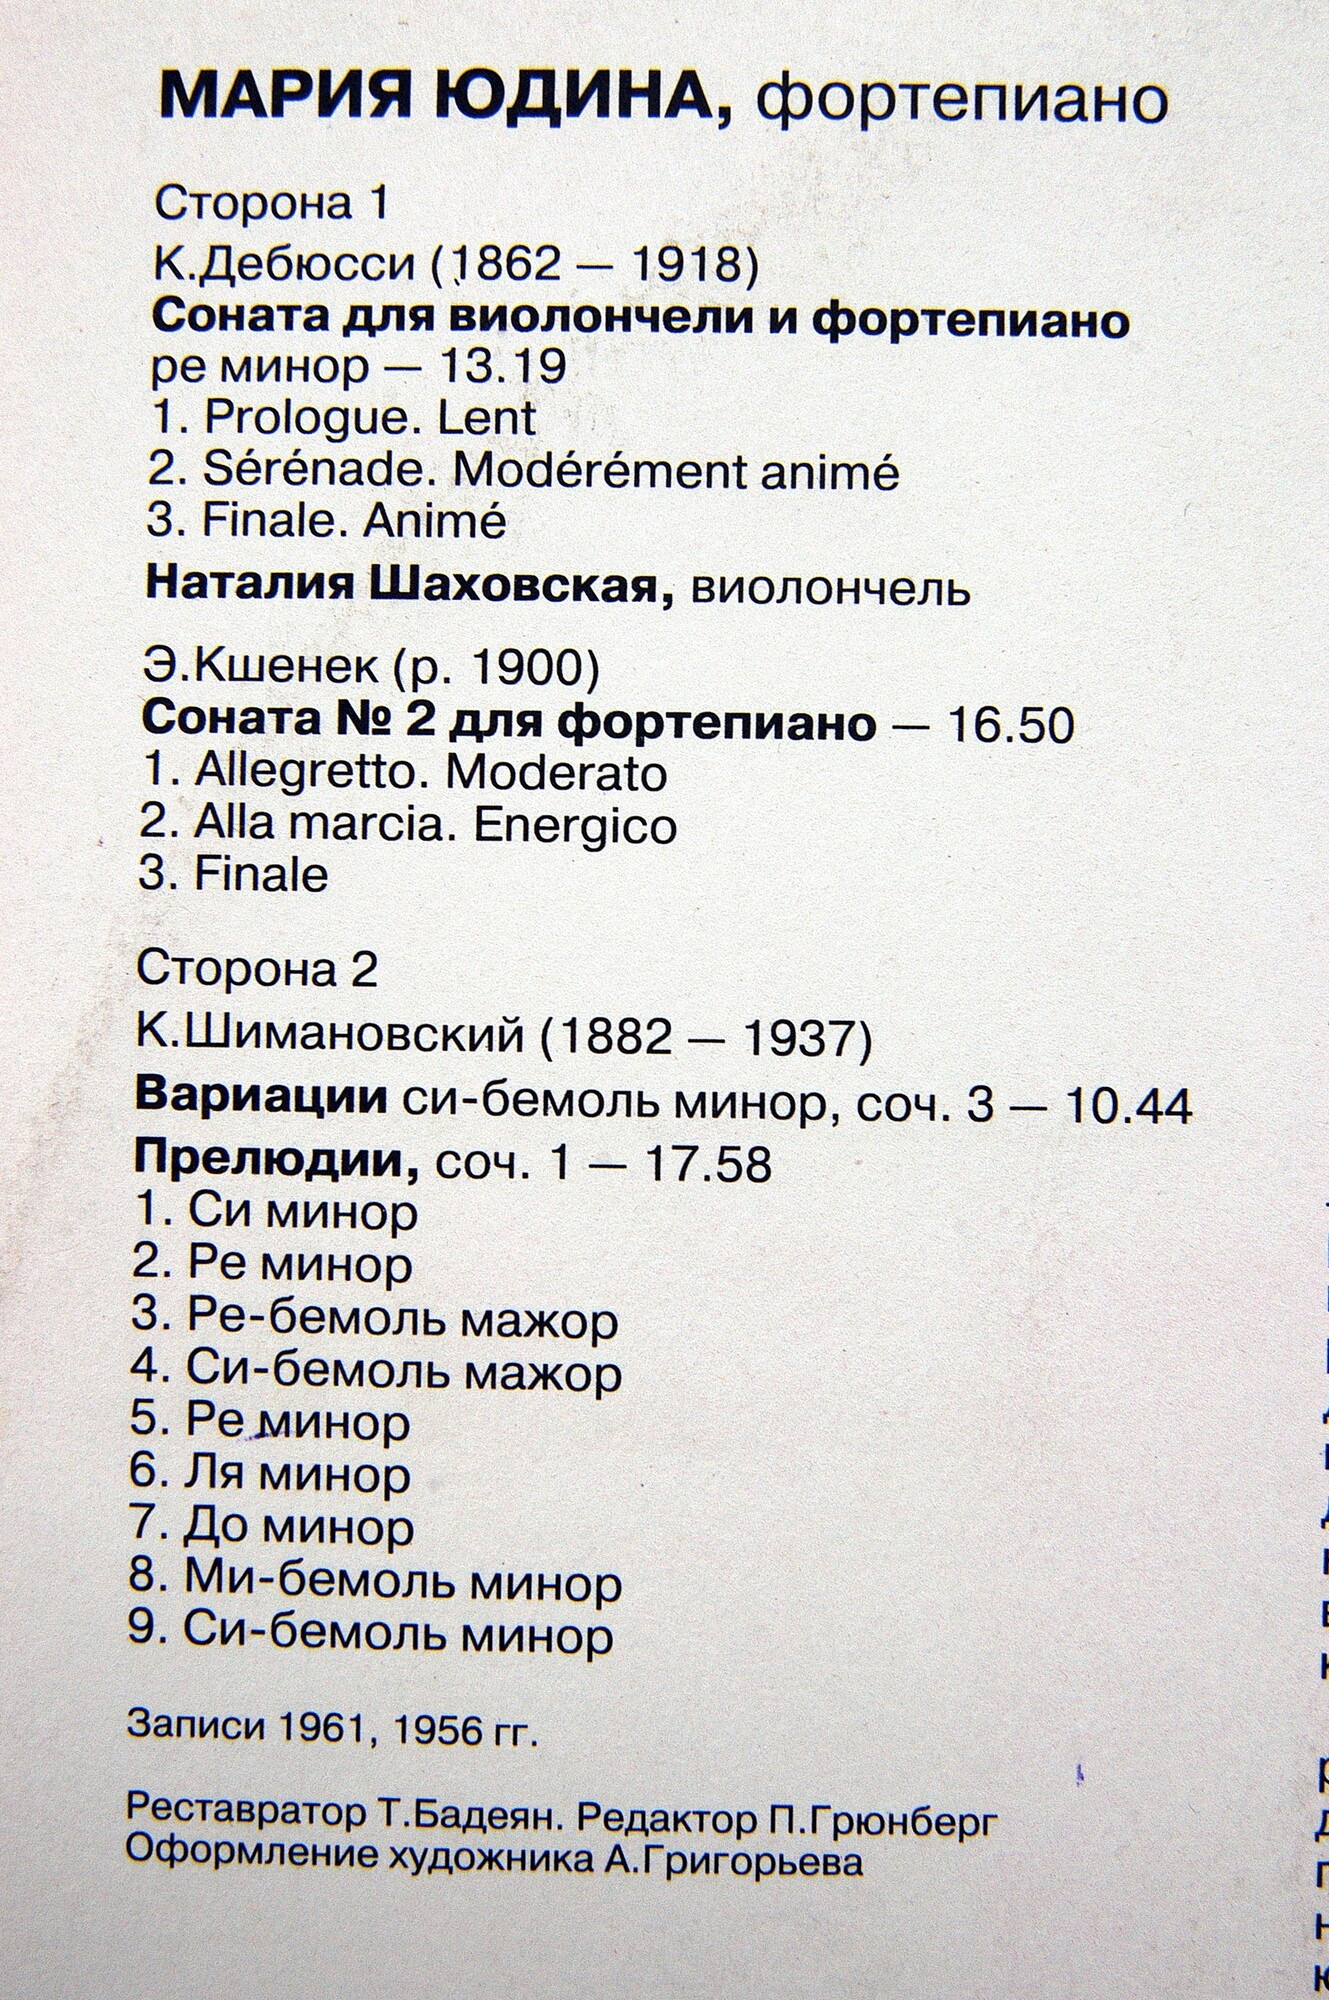 МАРИЯ ЮДИНА, фортепиано
Сторона 1
К.Дебюсси (1862 — 1918)
Соната для виолончели и фортепиано
ре минор — 13.19
1. Prologue. Lent
2. Sérénade. Modérément animé
3. Finale. Animé
Наталия Шаховская, виолончель
Э.Кшенек (р. 1900)
Соната № 2 для фортепиано — 16.50
1. Allegretto. Moderato
2. Alla marcia. Energico
3. Finale
Сторона 2
К.Шимановский (1882 — 1937)
Вариации си-бемоль минор, соч. 3 — 10.44
Прелюдии, соч. 1 — 17.58
1. Си минор
2. Ре минор
3. Ре-бемоль мажор
4. Си-бемоль мажор
5. Ре минор
6. Ля минор
7. До минор
8. Ми-бемоль минор
9. Си-бемоль минор
Записи 1961, 1956 гг.
Реставратор Т.Бадеян. Редактор П.Грюнберг
Оформление художника А.Григорьева